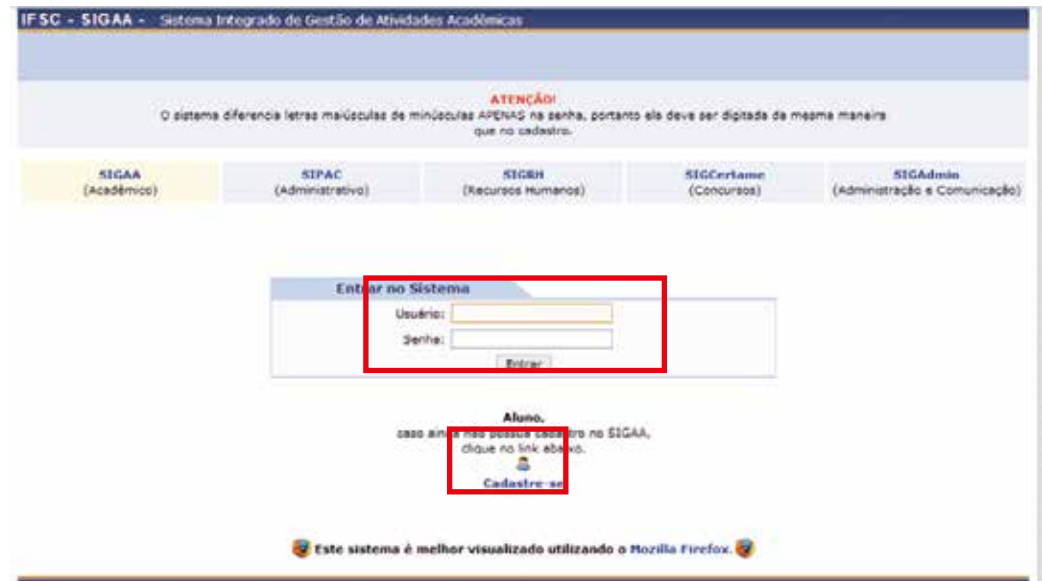 IFSC - SIGAA - Sistema Integrado de Gestão de Atividades Acadêmicas
ATENÇÃO!
O sistema diferencia letras maiúsculas de minúsculas APENAS na senha, portanto ela deve ser digitada da mesma maneira
que no cadastro.
SIGAA SIPAC SIGRH SIGCertame SIGAdmin
(Acadêmico) (Administrativo) (Recursos Humanos) (Concursos) (Administração e Comunicação)
Entrar no Sistema
Usuário:
Senha:
Entrar
Aluno,
caso ainda não possua cadastro no SIGAA,
clique no link abaixo.
Cadastre-se
Este sistema é melhor visualizado utilizando o Mozilla Firefox.